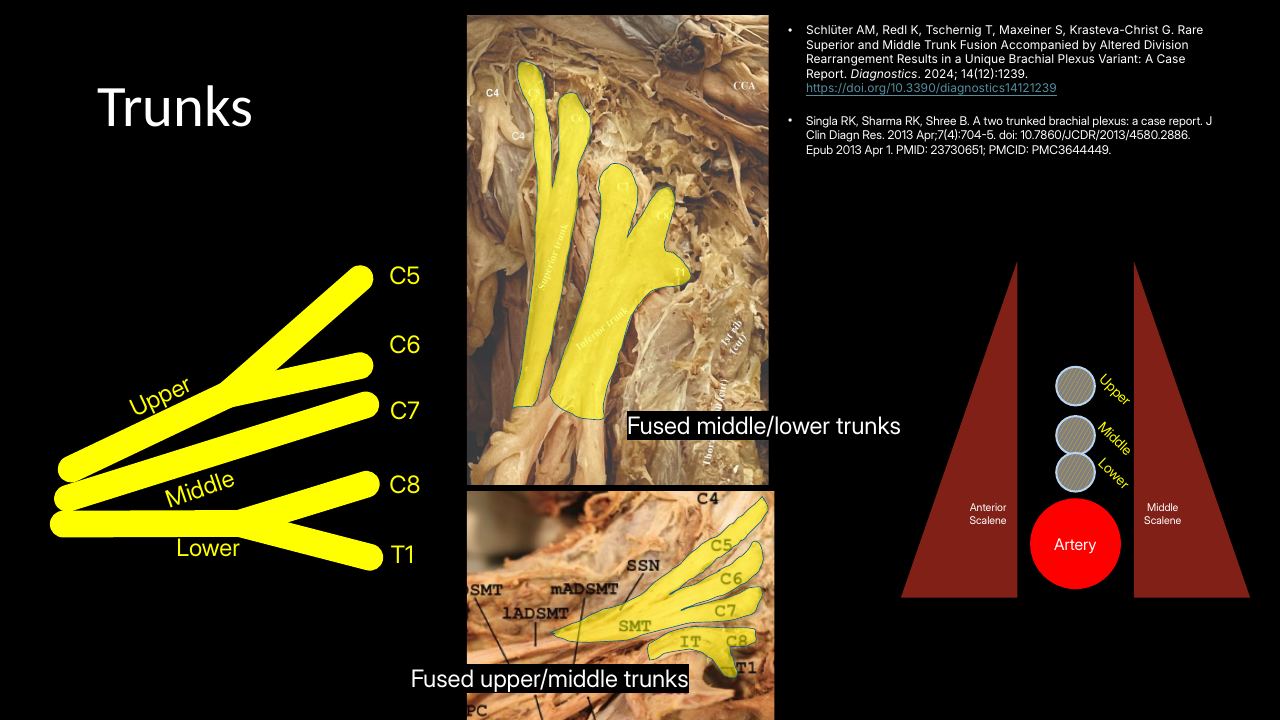 Trunks
C5
C6
C7
C8
T1
Upper
Middle
Lower
C4
C5
C6
C4
C7
C8
T1
CCA
Superior trunk
Inferior trunk
1st rib
(cut)
(cut)
Fused middle/lower trunks
C4
C5
SSN
C6
mADSMT
C7
lADSMT
SMT
IT
C8
T1
Fused upper/middle trunks
PC
• Schlüter AM, Redl K, Tschernig T, Maxeiner S, Krasteva-Christ G. Rare
Superior and Middle Trunk Fusion Accompanied by Altered Division
Rearrangement Results in a Unique Brachial Plexus Variant: A Case
Report. Diagnostics. 2024; 14(12):1239.
https://doi.org/10.3390/diagnostics14121239
• Singla RK, Sharma RK, Shree B. A two trunked brachial plexus: a case report. J
Clin Diagn Res. 2013 Apr;7(4):704-5. doi: 10.7860/JCDR/2013/4580.2886.
Epub 2013 Apr 1. PMID: 23730651; PMCID: PMC3644449.
Upper
Middle
Lower
Anterior
Scalene
Middle
Scalene
Artery